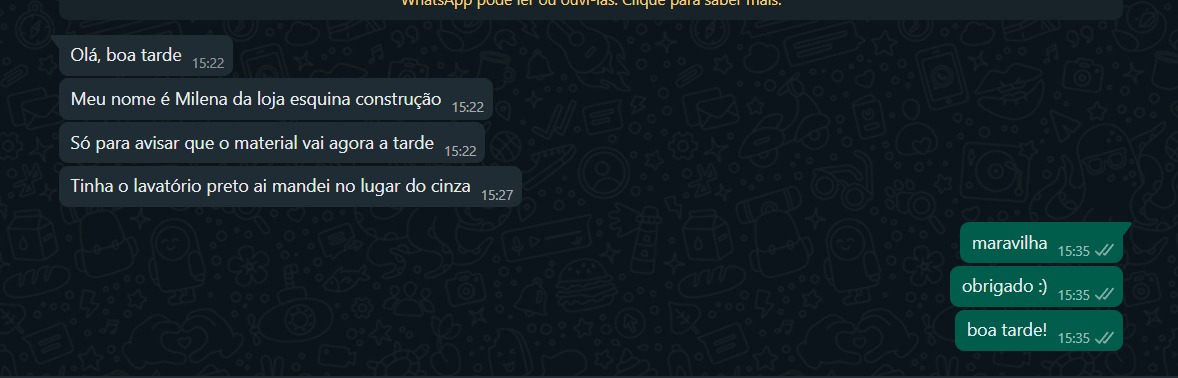 WhatsApp pode ler ou ouvi-las. Clique para saber mais.
Olá, boa tarde 15:22
Meu nome é Milena da loja esquina construção 15:22
Só para avisar que o material vai agora a tarde 15:22
Tinha o lavatório preto ai mandei no lugar do cinza 15:27
maravilha 15:35
obrigado :) 15:35
boa tarde! 15:35